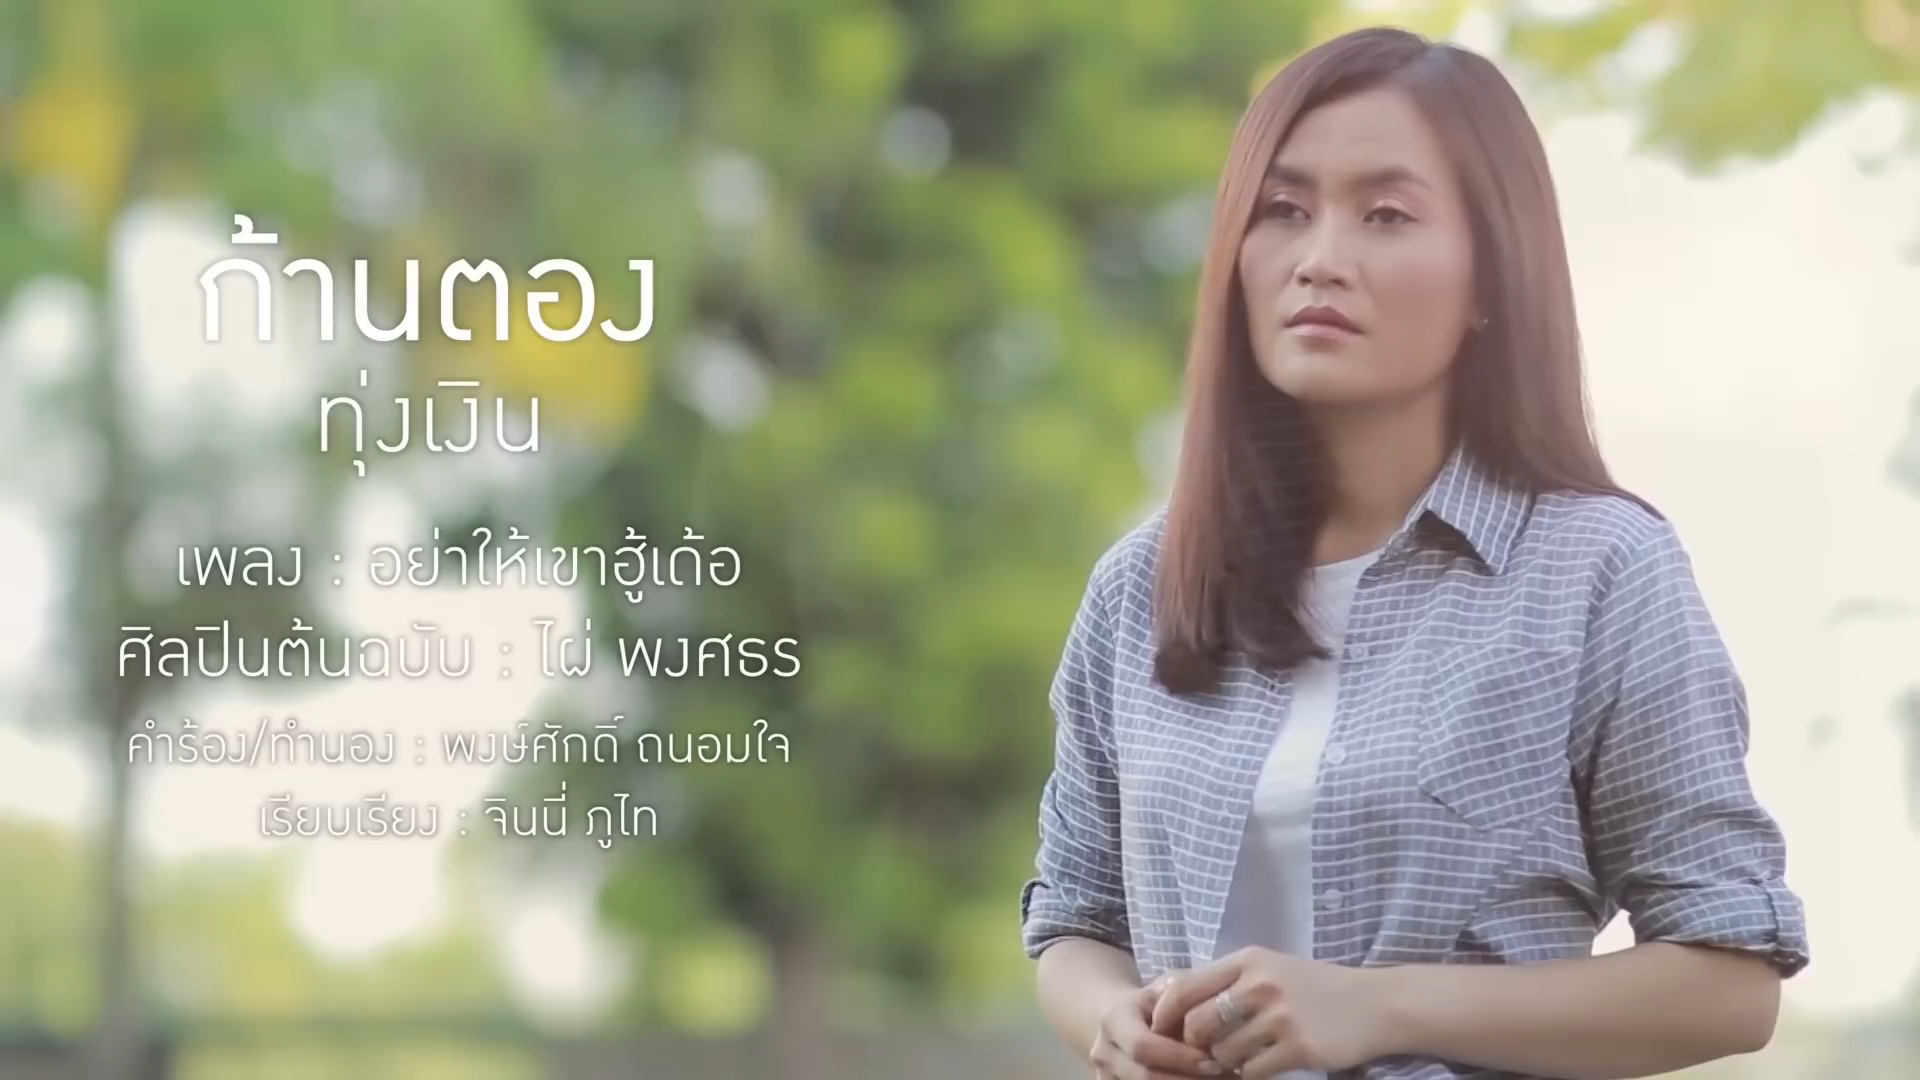 ก้านตอง
ทุ่งเงิน
เพลง : อย่าให้เขาฮู้เด้อ
ศิลปินต้นฉบับ : ไผ่ พงศธร
คำร้อง/ทำนอง : พงษ์ศักดิ์ ถนอมใจ
เรียบเรียง : จินนี่ ภูไท